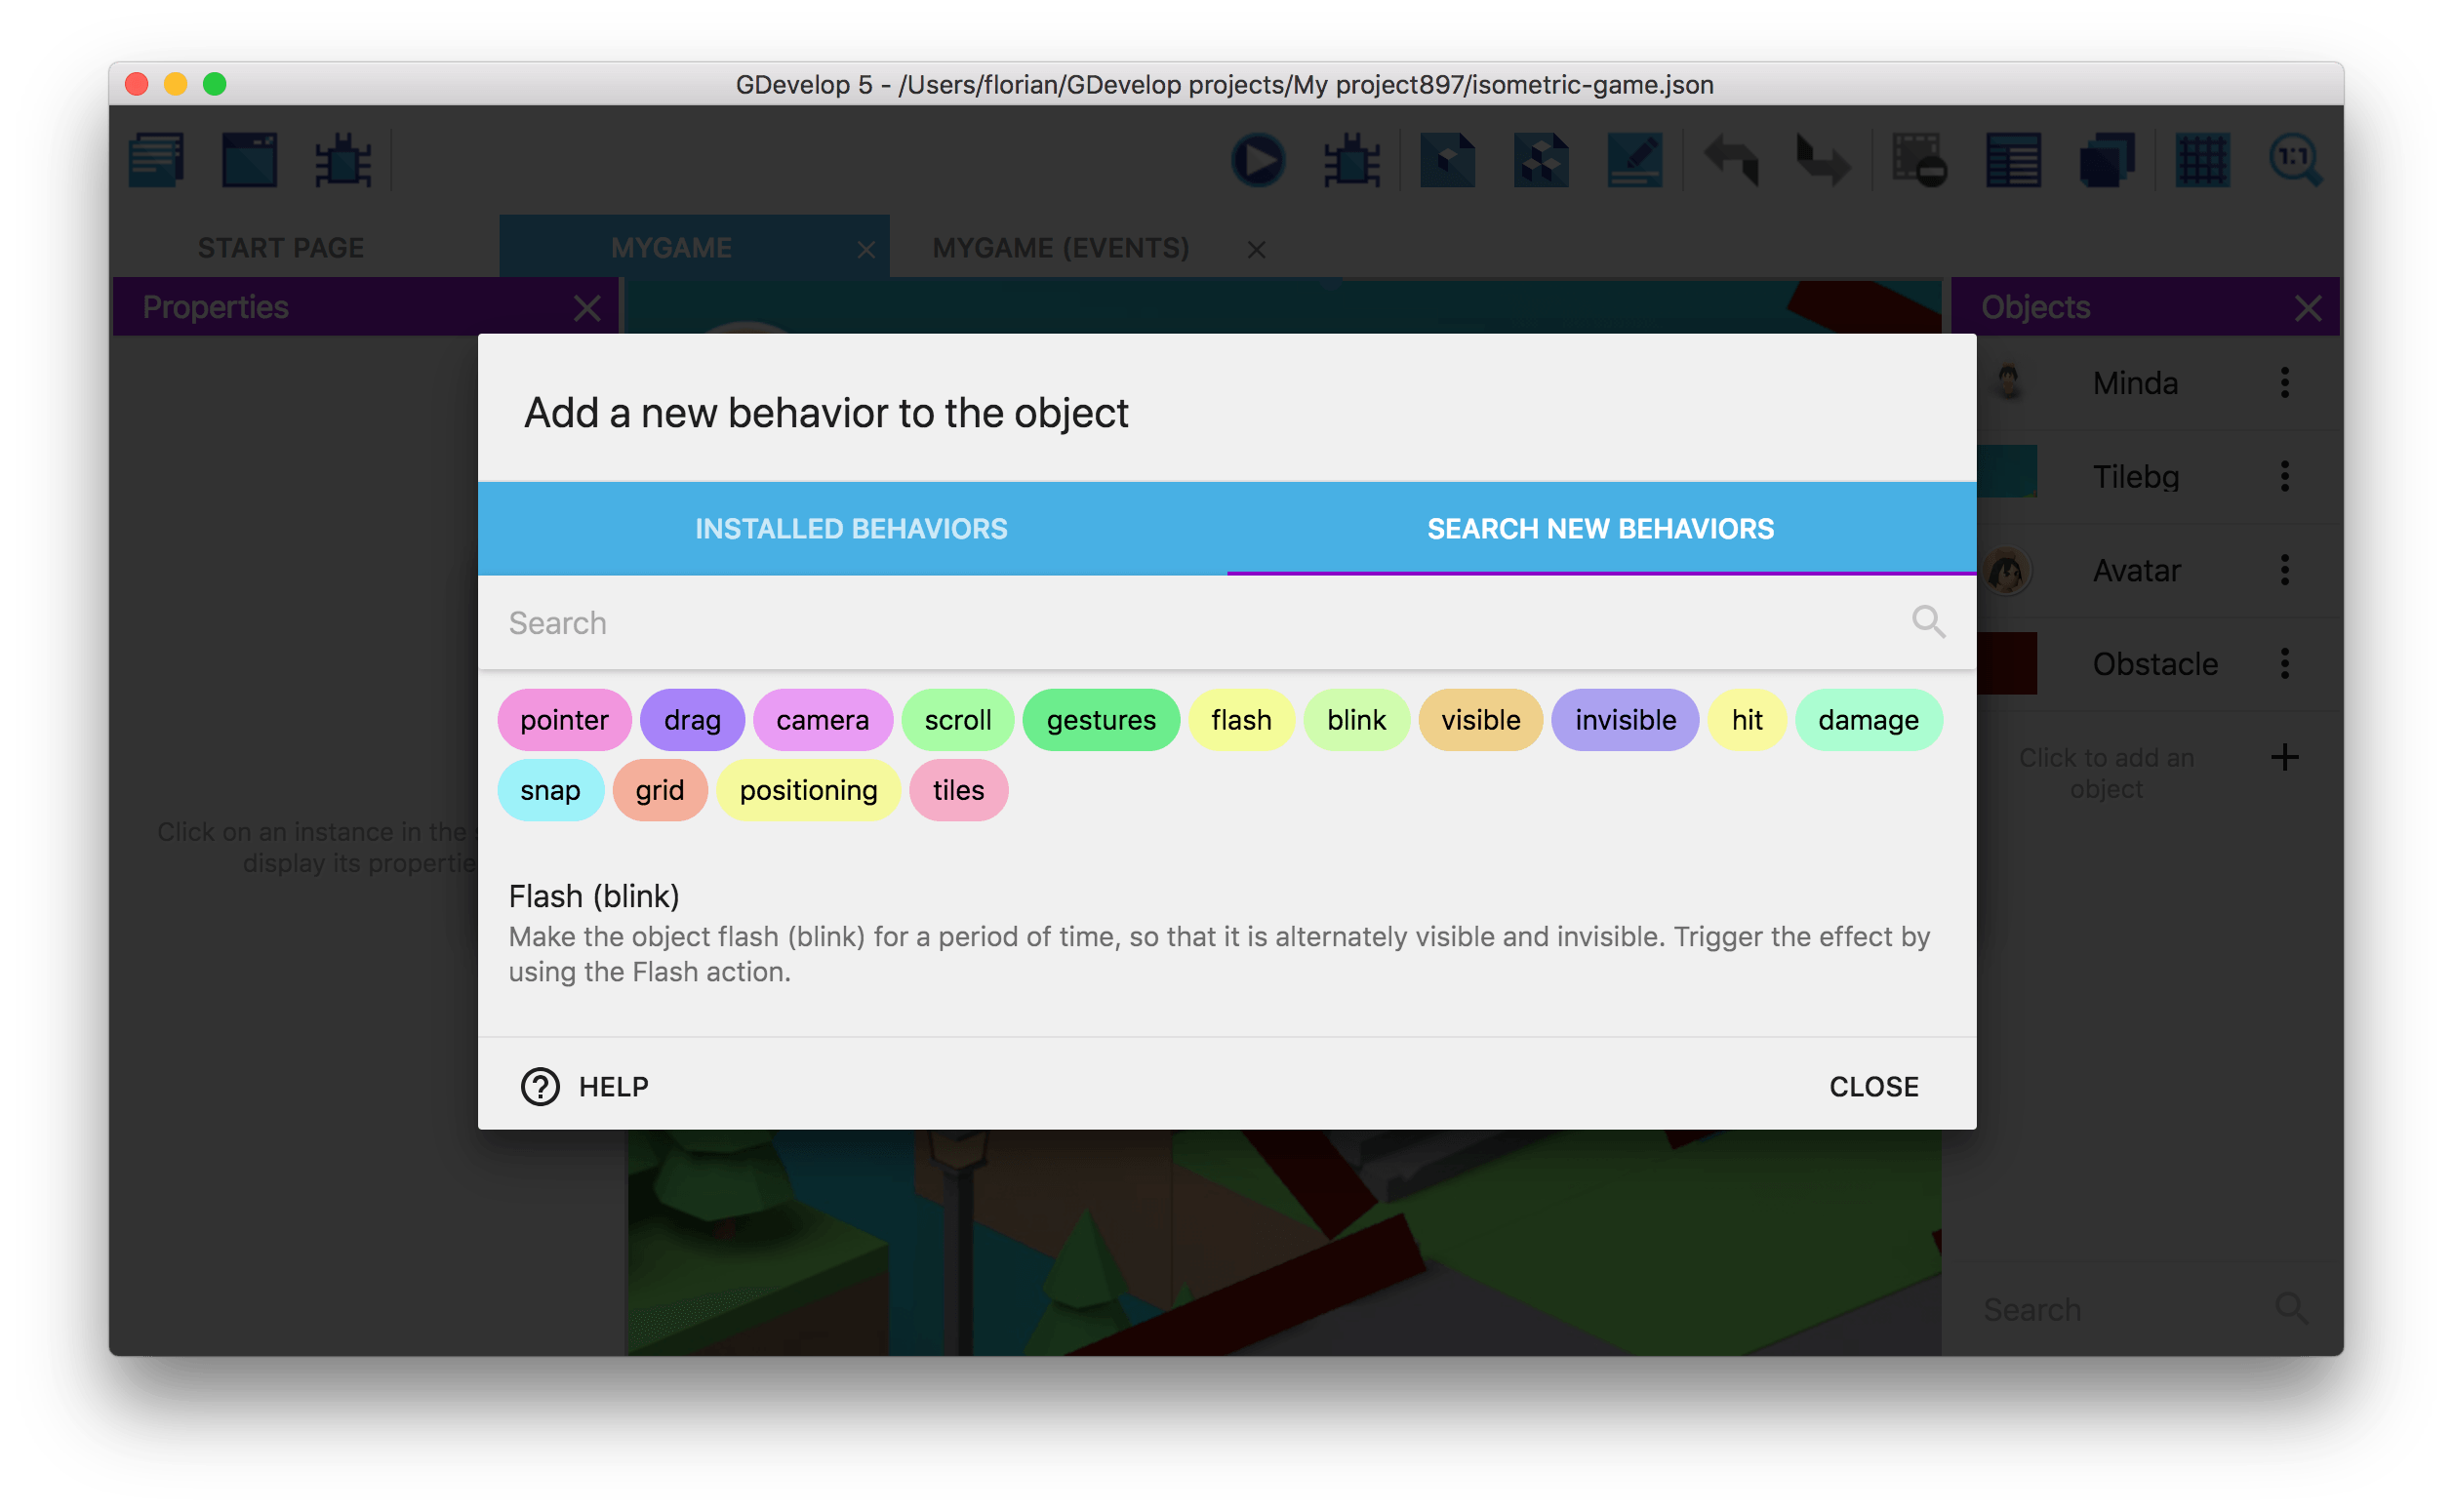 GDevelop 5 - /Users/florian/GDevelop projects/My project897/isometric-game.json
1:1
START PAGE
MYGAME
MYGAME (EVENTS)
Properties
Objects
Click on an instance in the
display its
Minda
Tilebg
Avatar
Obstacle
Click to add an
object
Search
Add a new behavior to the object
INSTALLED BEHAVIORS
SEARCH NEW BEHAVIORS
Search
pointer drag camera scroll gestures flash blink visible invisible hit damage
snap grid positioning tiles
Flash (blink)
Make the object flash (blink) for a period of time, so that it is alternately visible and invisible. Trigger the effect by
using the Flash action.
HELP
CLOSE